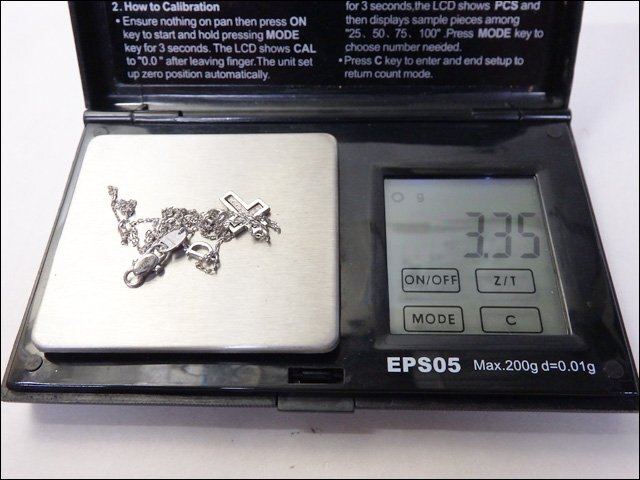 2. How to Calibration
• Ensure nothing on pan then press ON
key to start and hold pressing MODE
key for 3 seconds. The LCD shows CAL
to "0.0 " after leaving finger.The unit set
up zero position automatically.
for 3 seconds,the LCD shows PCS and
then displays sample pieces among
"25、50、75、100" .Press MODE key to
choose number needed.
• Press C key to enter and end setup to
return count mode.
g
3.35
ON/OFF Z/T
MODE C
EPS05 Max.200g d=0.01g